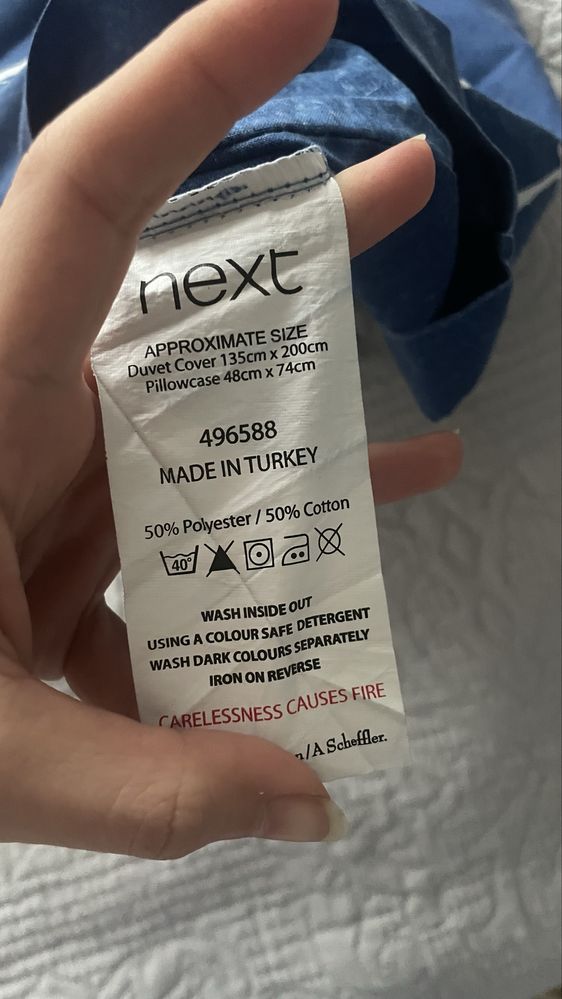 next
APPROXIMATE SIZE
Duvet Cover 135cm x 200cm
Pillowcase 48cm x 74cm
496588
MADE IN TURKEY
50% Polyester / 50% Cotton
40°
WASH INSIDE OUT
USING A COLOUR SAFE DETERGENT
WASH DARK COLOURS SEPARATELY
IRON ON REVERSE
CARELESSNESS CAUSES FIRE
/A Scheffler.